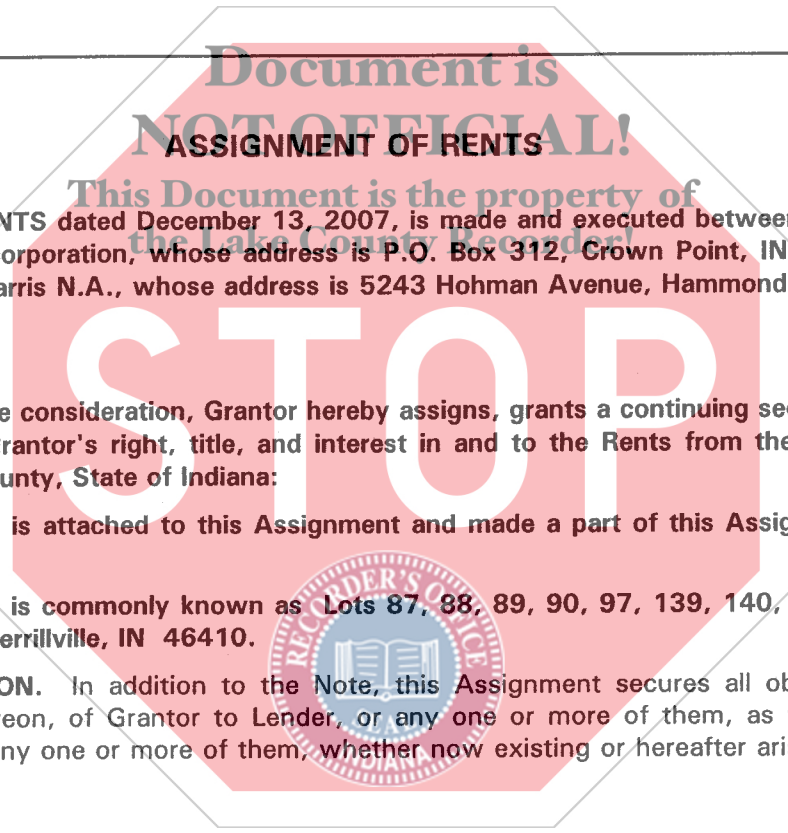 Document is
NOT OFFICIAL!
ASSIGNMENT OF RENTS
This Document is the property of
NTS dated December 13, 2007, is made and executed between
the Lake County Recorder!
orporation, whose address is P.O. Box 312, Crown Point, IN
arris N.A., whose address is 5243 Hohman Avenue, Hammond
STOP
e consideration, Grantor hereby assigns, grants a continuing sec
rantor's right, title, and interest in and to the Rents from the
unty, State of Indiana:
is attached to this Assignment and made a part of this Assig
is commonly known as Lots 87, 88, 89, 90, 97, 139, 140,
errillville, IN 46410.
RECORDER'S OFFICE
SEAL
INDIANA
ON. In addition to the Note, this Assignment secures all ob
reon, of Grantor to Lender, or any one or more of them, as
ny one or more of them, whether now existing or hereafter aris